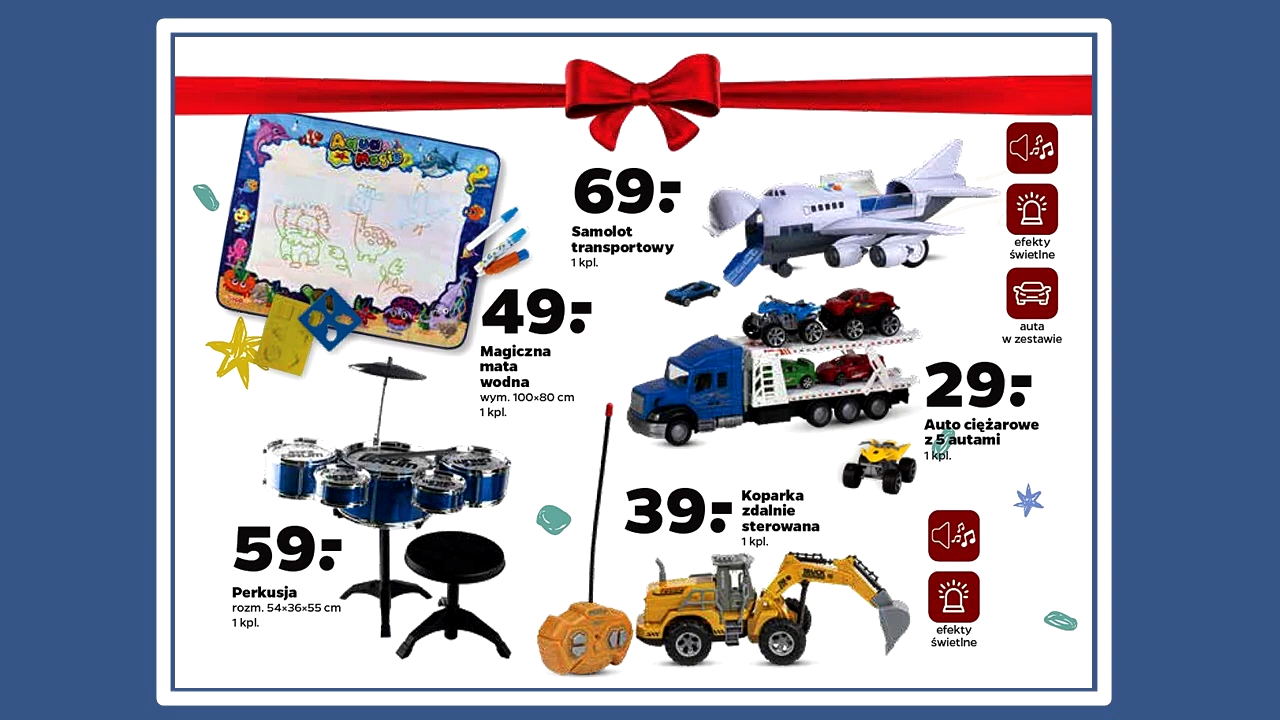 Aqua
Magic
69.-
Samolot
transportowy
1 kpl.
efekty
świetlne
auta
w zestawie
49.-
Magiczna
mata
wodna
wym. 100×80 cm
1 kpl.
29.-
Auto ciężarowe
z 5 autami
1 kpl.
39.-
Koparka
zdalnie
sterowana
1 kpl.
59.-
Perkusja
rozm. 54×36×55 cm
1 kpl.
efekty
świetlne